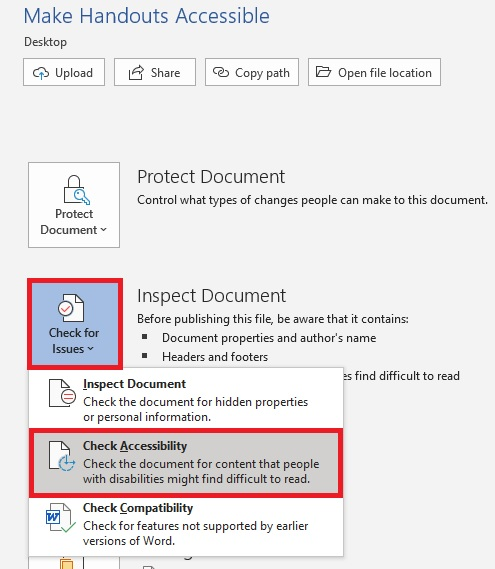 Make Handouts Accessible
Desktop
Upload
Share
Copy path
Open file location
Protect Document
Control what types of changes people can make to this document.
Protect
Document
Inspect Document
Before publishing this file, be aware that it contains:
Document properties and author's name
Headers and footers
es find difficult to read
Check for
Issues
Inspect Document
Check the document for hidden properties
or personal information.
Check Accessibility
Check the document for content that people
with disabilities might find difficult to read.
Check Compatibility
Check for features not supported by earlier
versions of Word.